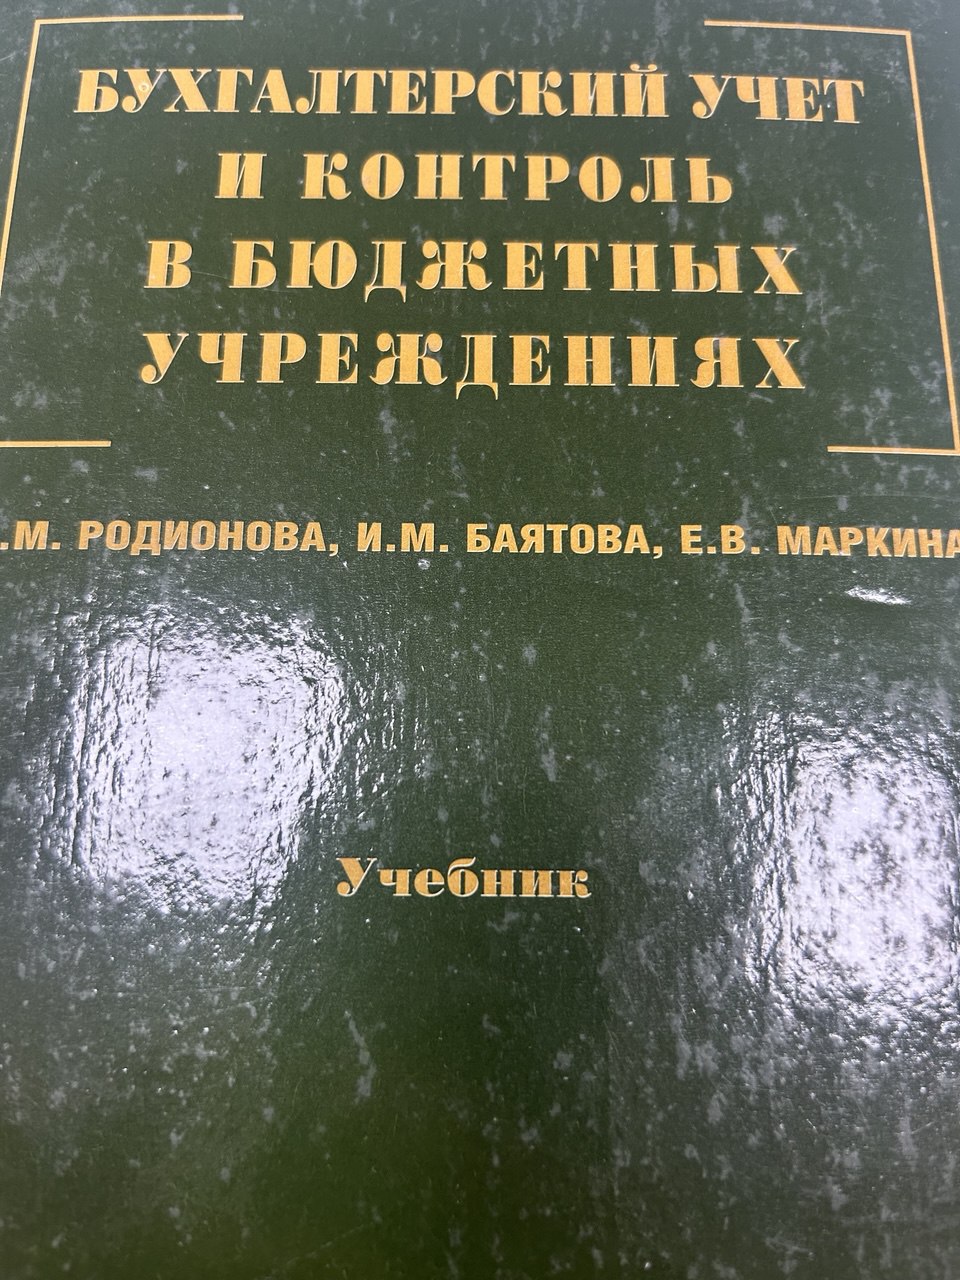 БУХГАЛТЕРСКИЙ УЧЕТ
И КОНТРОЛЬ
В БЮДЖЕТНЫХ
УЧРЕЖДЕНИЯХ
.М. РОДИОНОВА, И.М. БАЯТОВА, Е.В. МАРКИНА
Учебник